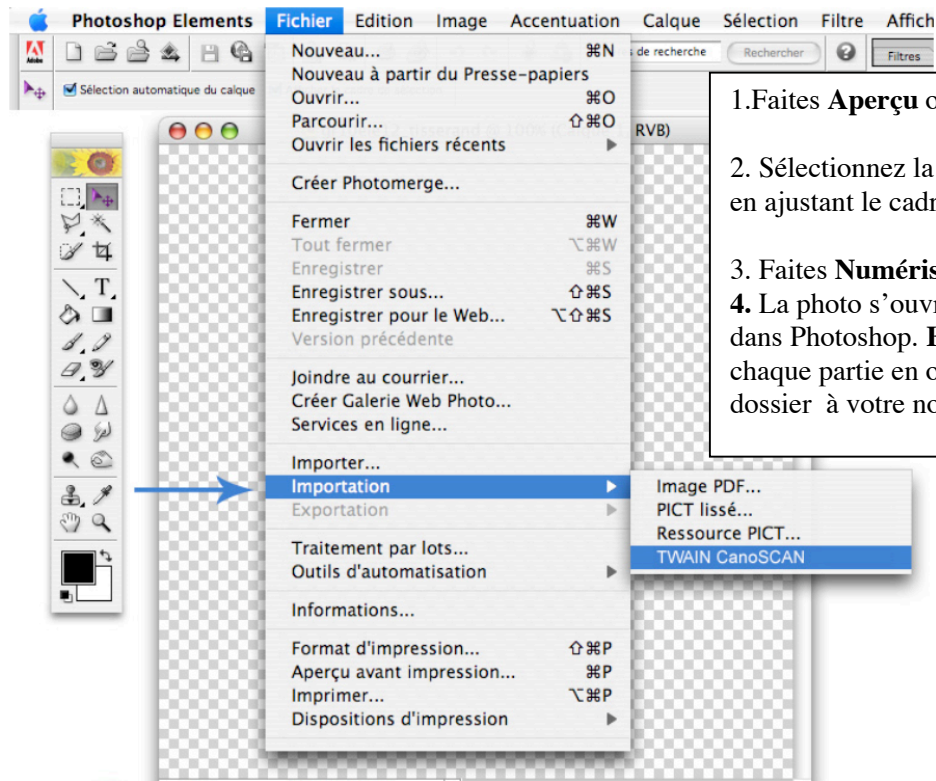 Photoshop Elements Fichier Edition Image Accentuation Calque Sélection Filtre Affich
Adobe
de recherche Rechercher Filtres
Sélection automatique du calque
RVB)
Nouveau... ⌘N
Nouveau à partir du Presse-papiers
Ouvrir... ⌘O
Parcourir... ⇧⌘O
Ouvrir les fichiers récents
Créer Photomerge...
Fermer ⌘W
Tout fermer ⌥⌘W
Enregistrer ⌘S
Enregistrer sous... ⇧⌘S
Enregistrer pour le Web... ⌥⇧⌘S
Version précédente
Joindre au courrier...
Créer Galerie Web Photo...
Services en ligne...
Importer...
Importation
Exportation
Traitement par lots...
Outils d'automatisation
Informations...
Format d'impression... ⇧⌘P
Aperçu avant impression... ⌘P
Imprimer... ⌥⌘P
Dispositions d'impression
Image PDF...
PICT lissé...
Ressource PICT...
TWAIN CanoSCAN
1.Faites Aperçu
2. Sélectionnez la
en ajustant le cad
3. Faites Numéris
4. La photo s’ouv
dans Photoshop.
chaque partie en
dossier à votre no